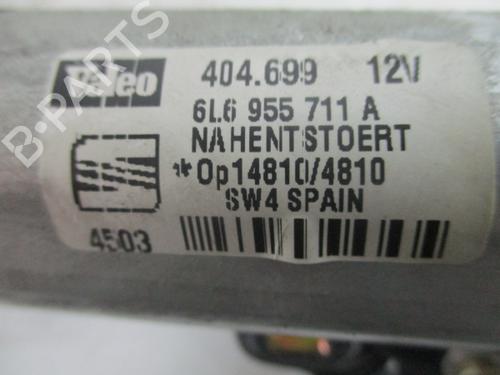 Valeo 404.699 12V
6L6 955 711 A
NAHENTSTOERT
*Op14810/4810
SW4 SPAIN
4503
B-PARTS